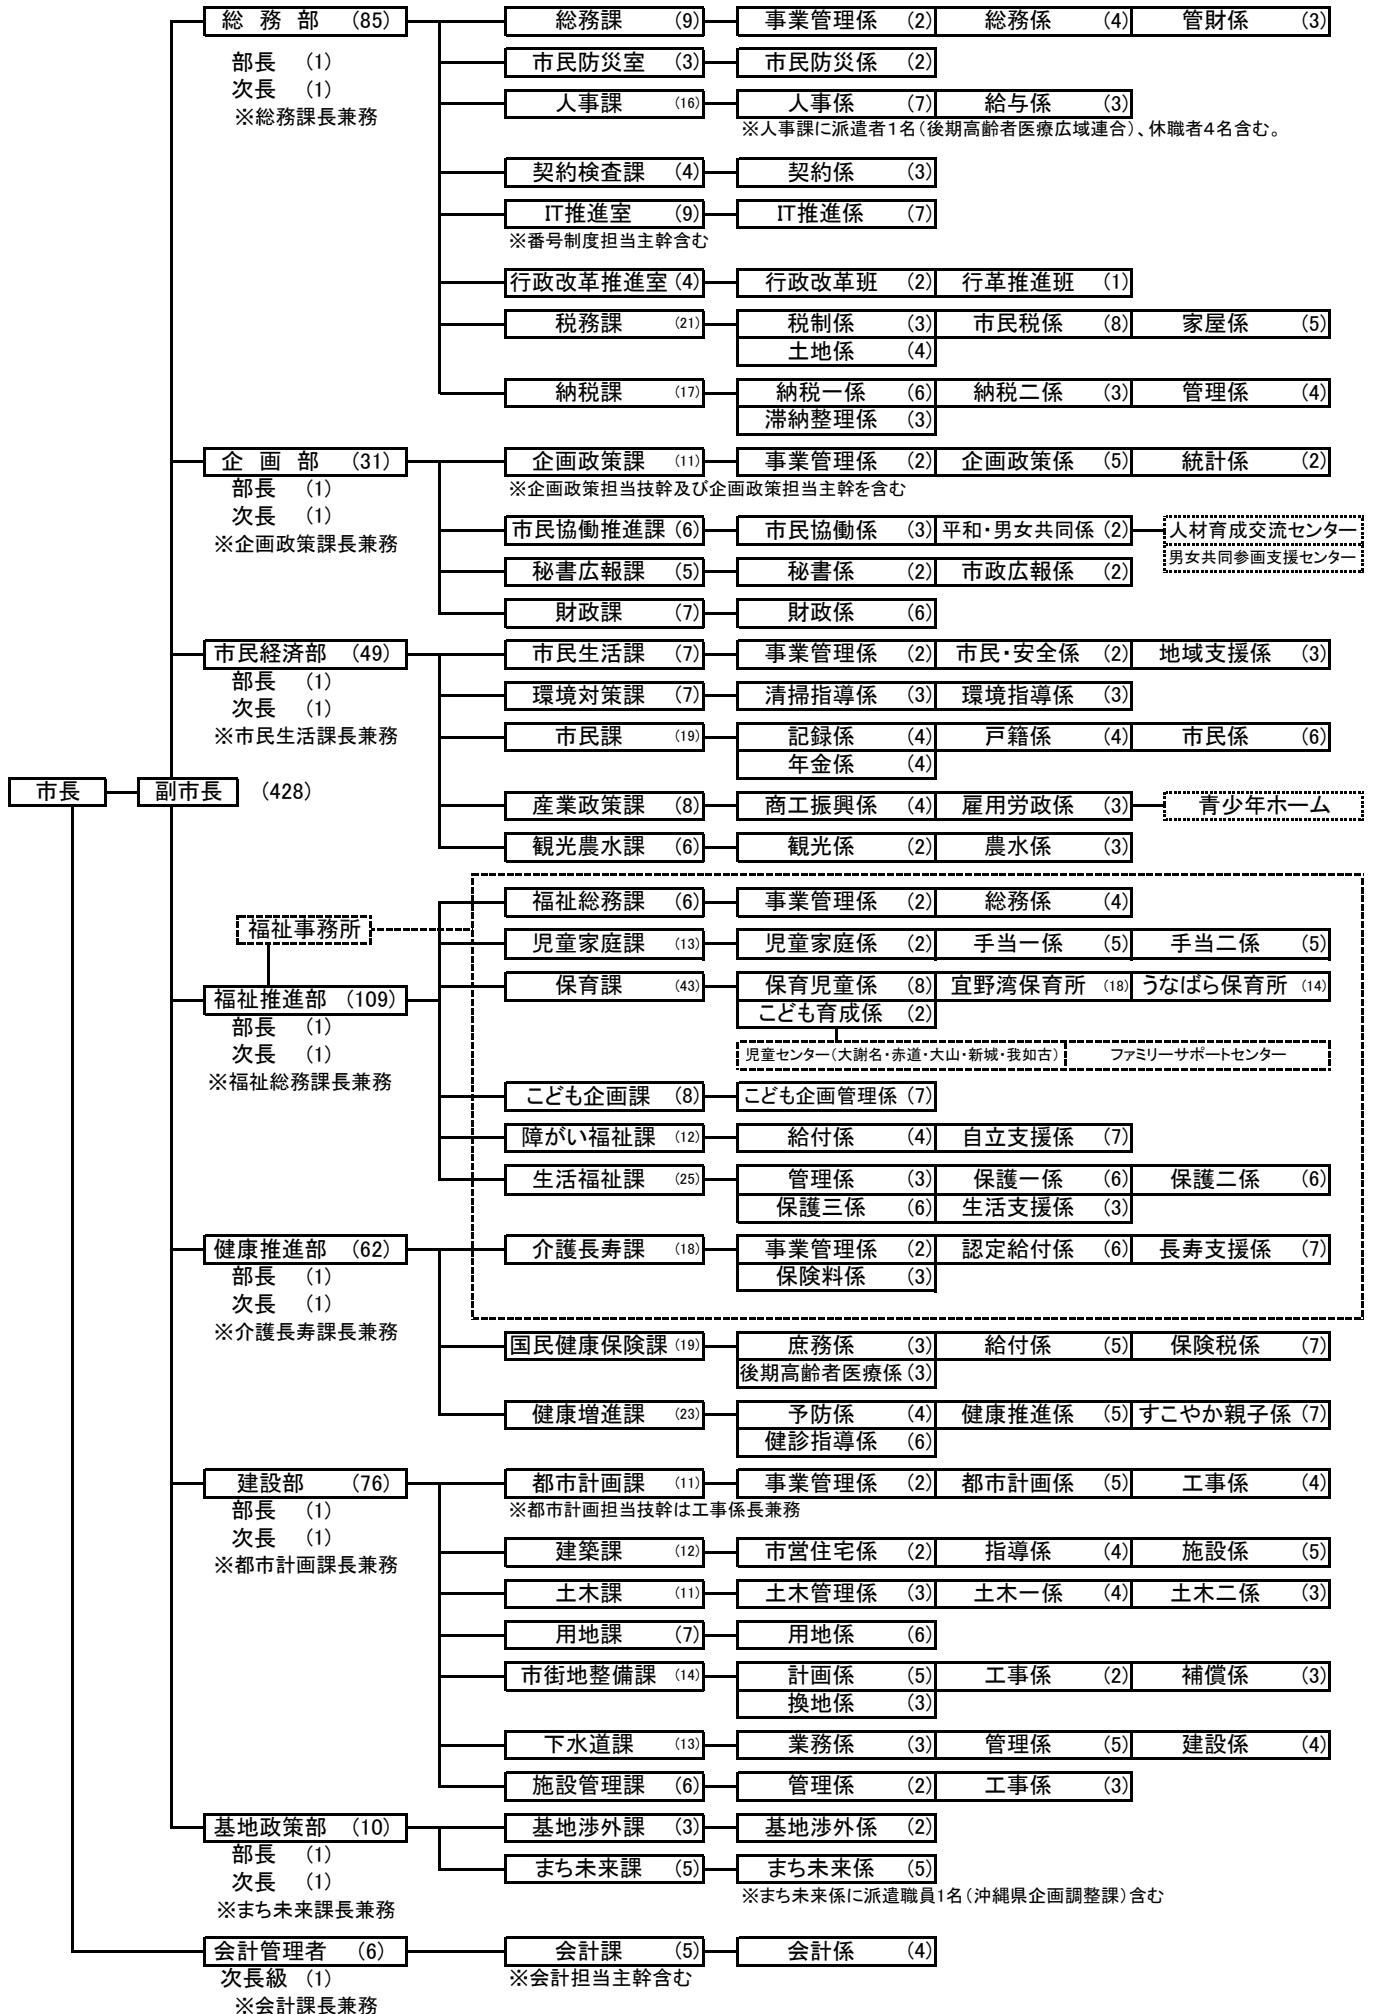 総務部 (85) 総務課 (9) 事業管理係 (2) 総務係 (4) 管財係 (3)
部長 (1) 市民防災室 (3) 市民防災係 (2)
次長 (1) 人事課 (16) 人事係 (7) 給与係 (3)
※総務課長兼務
※人事課に派遣者1名(後期高齢者医療広域連合)、休職者4名含む。
契約検査課 (4) 契約係 (3)
IT推進室 (9) IT推進係 (7)
※番号制度担当主幹含む
行政改革推進室 (4) 行政改革班 (2) 行革推進班 (1)
税務課 (21) 税制係 (3) 市民税係 (8) 家屋係 (5)
土地係 (4)
納税課 (17) 納税一係 (6) 納税二係 (3) 管理係 (4)
滞納整理係 (3)
企画部 (31) 企画政策課 (11) 事業管理係 (2) 企画政策係 (5) 統計係 (2)
部長 (1) ※企画政策担当技幹及び企画政策担当主幹を含む
次長 (1) 市民協働推進課 (6) 市民協働係 (3) 平和・男女共同係 (2) 人材育成交流センター
※企画政策課長兼務 男女共同参画支援センター
秘書広報課 (5) 秘書係 (2) 市政広報係 (2)
財政課 (7) 財政係 (6)
市民経済部 (49) 市民生活課 (7) 事業管理係 (2) 市民・安全係 (2) 地域支援係 (3)
部長 (1) 環境対策課 (7) 清掃指導係 (3) 環境指導係 (3)
次長 (1)
※市民生活課長兼務 市民課 (19) 記録係 (4) 戸籍係 (4) 市民係 (6)
年金係 (4)
市長 副市長 (428)
産業政策課 (8) 商工振興係 (4) 雇用労政係 (3) 青少年ホーム
観光農水課 (6) 観光係 (2) 農水係 (3)
福祉総務課 (6) 事業管理係 (2) 総務係 (4)
福祉事務所
児童家庭課 (13) 児童家庭係 (2) 手当一係 (5) 手当二係 (5)
保育課 (43) 保育児童係 (8) 宜野湾保育所 (18) うなばら保育所 (14)
福祉推進部 (109)
こども育成係 (2)
部長 (1)
次長 (1) 児童センター(大謝名・赤道・大山・新城・我如古) ファミリーサポートセンター
※福祉総務課長兼務
こども企画課 (8) こども企画管理係 (7)
障がい福祉課 (12) 給付係 (4) 自立支援係 (7)
生活福祉課 (25) 管理係 (3) 保護一係 (6) 保護二係 (6)
保護三係 (6) 生活支援係 (3)
健康推進部 (62) 介護長寿課 (18) 事業管理係 (2) 認定給付係 (6) 長寿支援係 (7)
部長 (1) 保険料係 (3)
次長 (1)
※介護長寿課長兼務
国民健康保険課 (19) 庶務係 (3) 給付係 (5) 保険税係 (7)
後期高齢者医療係 (3)
健康増進課 (23) 予防係 (4) 健康推進係 (5) すこやか親子係 (7)
健診指導係 (6)
建設部 (76) 都市計画課 (11) 事業管理係 (2) 都市計画係 (5) 工事係 (4)
部長 (1) ※都市計画担当技幹は工事係長兼務
次長 (1)
建築課 (12) 市営住宅係 (2) 指導係 (4) 施設係 (5)
※都市計画課長兼務
土木課 (11) 土木管理係 (3) 土木一係 (4) 土木二係 (3)
用地課 (7) 用地係 (6)
市街地整備課 (14) 計画係 (5) 工事係 (2) 補償係 (3)
換地係 (3)
下水道課 (13) 業務係 (3) 管理係 (5) 建設係 (4)
施設管理課 (6) 管理係 (2) 工事係 (3)
基地政策部 (10) 基地渉外課 (3) 基地渉外係 (2)
部長 (1)
次長 (1) まち未来課 (5) まち未来係 (5)
※まち未来課長兼務 ※まち未来係に派遣職員1名(沖縄県企画調整課)含む
会計管理者 (6) 会計課 (5) 会計係 (4)
次長級 (1) ※会計担当主幹含む
※会計課長兼務